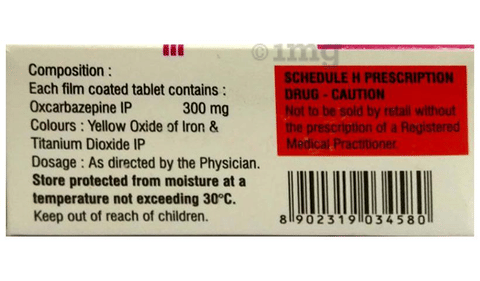 1mg
Composition :
Each film coated tablet contains :
Oxcarbazepine IP 300 mg
Colours : Yellow Oxide of Iron &
Titanium Dioxide IP
Dosage : As directed by the Physician.
Store protected from moisture at a
temperature not exceeding 30°C.
Keep out of reach of children.
SCHEDULE H PRESCRIPTION
DRUG - CAUTION
Not to be sold by retail without
the prescription of a Registered
Medical Practitioner.
8 902319 034580